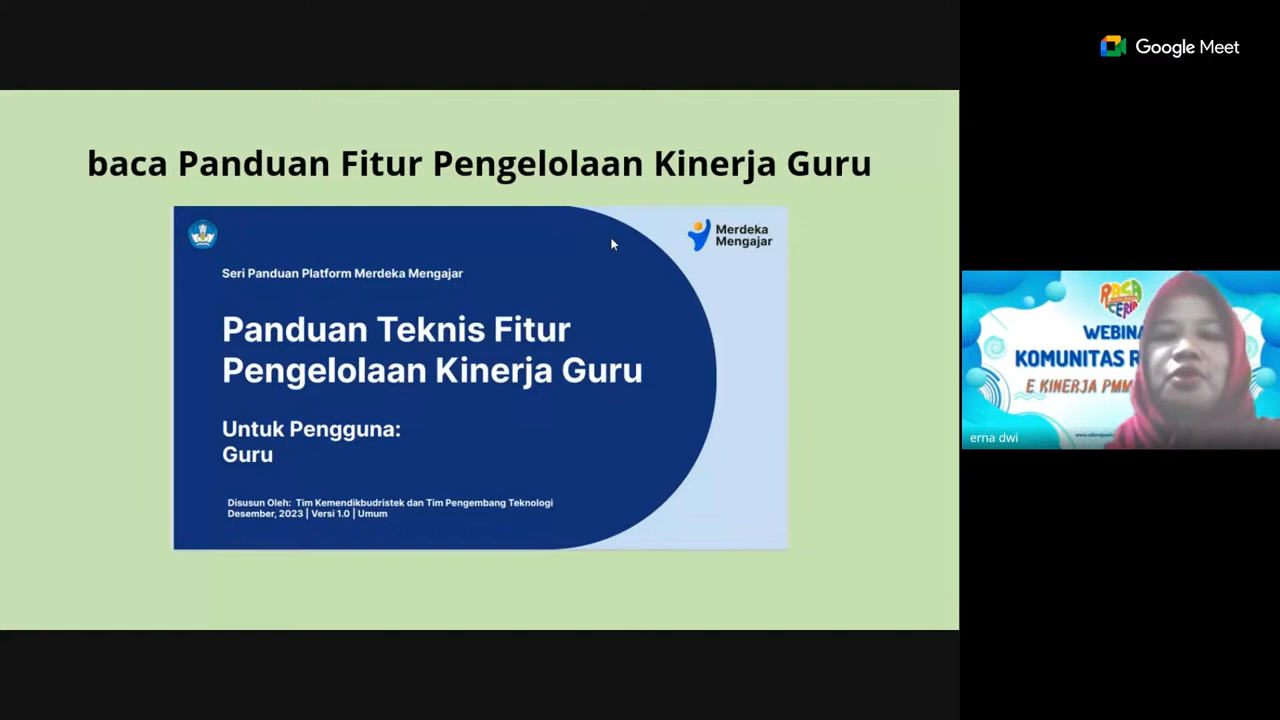 Google Meet
baca Panduan Fitur Pengelolaan Kinerja Guru
Merdeka
Mengajar
Seri Panduan Platform Merdeka Mengajar
Panduan Teknis Fitur
Pengelolaan Kinerja Guru
Untuk Pengguna:
Guru
Disusun Oleh: Tim Kemendikbudristek dan Tim Pengembang Teknologi
Desember, 2023 | Versi 1.0 | Umum
CERIA
WEBINA
KOMUNITAS R
E KINERJA PMM
erna dwi